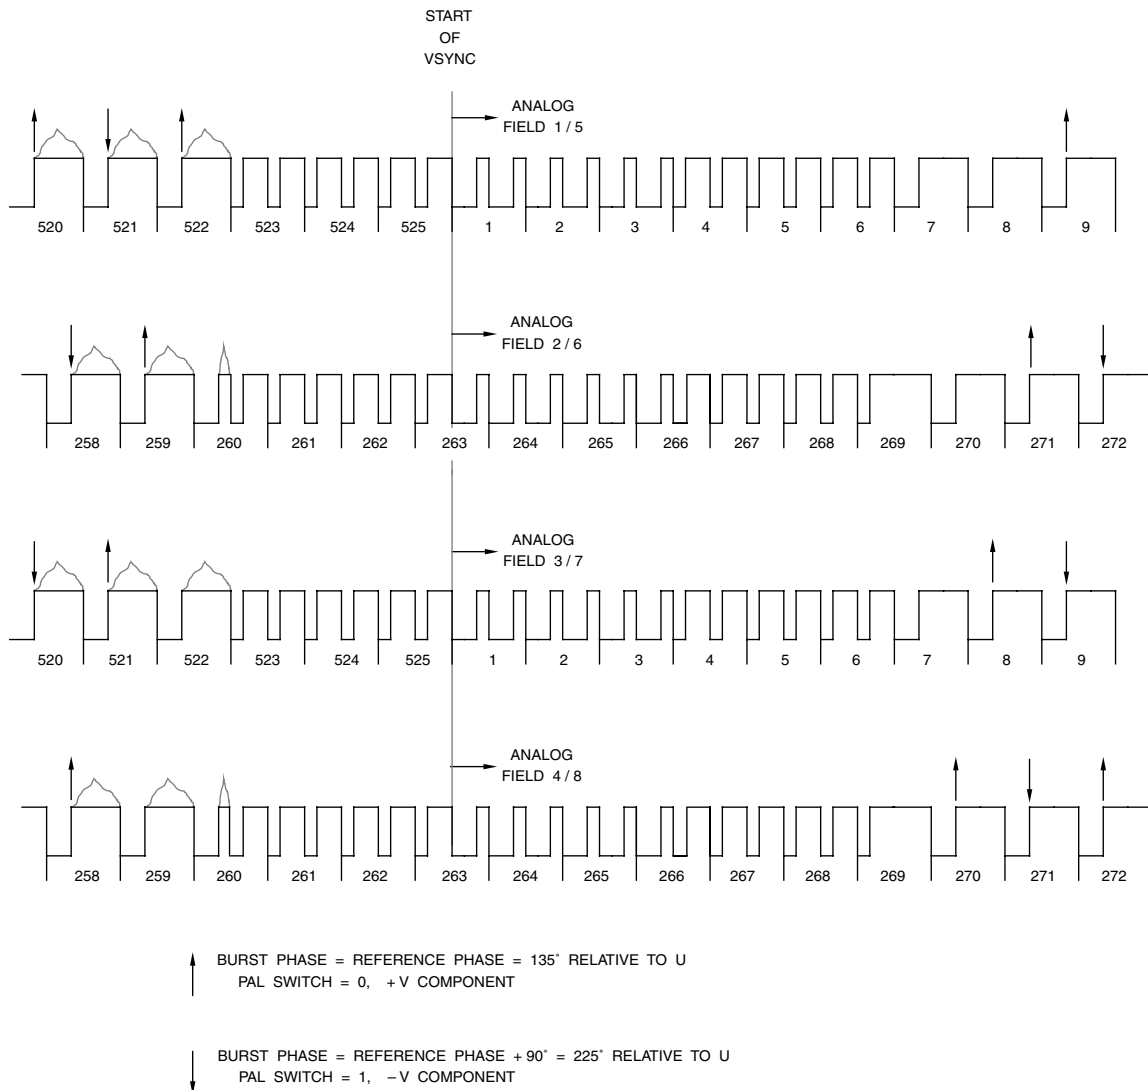 START
OF
VSYNC
ANALOG
FIELD 1 / 5
520 521 522 523 524 525 1 2 3 4 5 6 7 8 9
ANALOG
FIELD 2 / 6
258 259 260 261 262 263 264 265 266 267 268 269 270 271 272
ANALOG
FIELD 3 / 7
520 521 522 523 524 525 1 2 3 4 5 6 7 8 9
ANALOG
FIELD 4 / 8
258 259 260 261 262 263 264 265 266 267 268 269 270 271 272
BURST PHASE = REFERENCE PHASE = 135° RELATIVE TO U
PAL SWITCH = 0, + V COMPONENT
BURST PHASE = REFERENCE PHASE + 90° = 225° RELATIVE TO U
PAL SWITCH = 1, – V COMPONENT